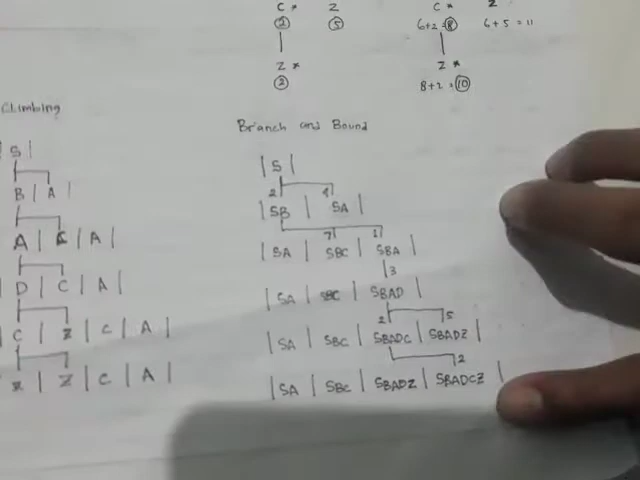 C * Z C * Z
2 5 6+2=8 6+5=11
Z * Z *
2 8+2=10
Climbing
Branch and Bound
| S |
| S |
2 4
B | A |
| SB | SA |
7 1
A | C | A |
| SA | SBC | SBA |
3
D | C | A |
| SA | SBC | SBAD |
2 5
C | Z | C | A |
| SA | SBC | SBADC | SBADZ |
2
Z | Z | C | A |
| SA | SBC | SBADZ | SBADCZ |